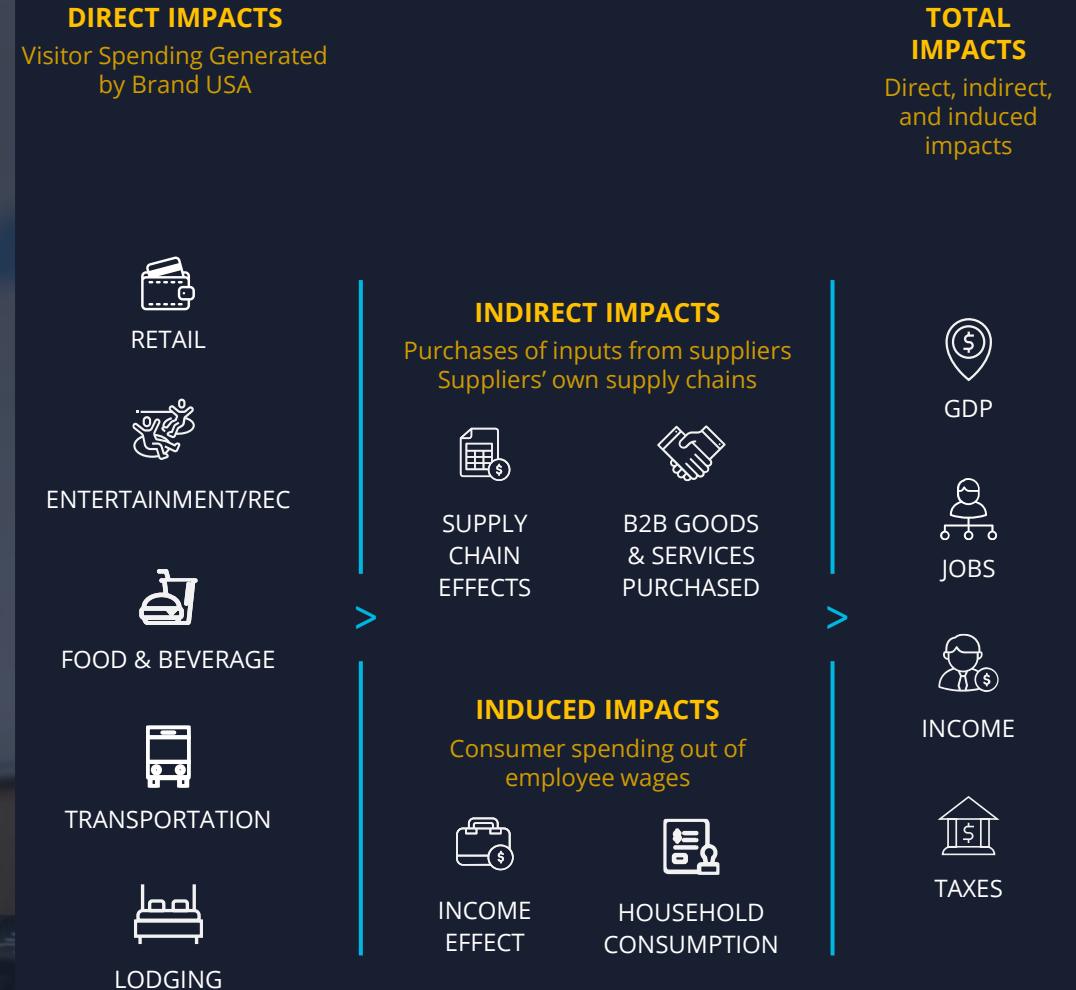 DIRECT IMPACTS
Visitor Spending Generated
by Brand USA
RETAIL
ENTERTAINMENT/REC
FOOD & BEVERAGE
TRANSPORTATION
LODGING
>
INDIRECT IMPACTS
Purchases of inputs from suppliers
Suppliers’ own supply chains
SUPPLY
CHAIN
EFFECTS
B2B GOODS
& SERVICES
PURCHASED
INDUCED IMPACTS
Consumer spending out of
employee wages
INCOME
EFFECT
HOUSEHOLD
CONSUMPTION
>
TOTAL
IMPACTS
Direct, indirect,
and induced
impacts
GDP
JOBS
INCOME
TAXES